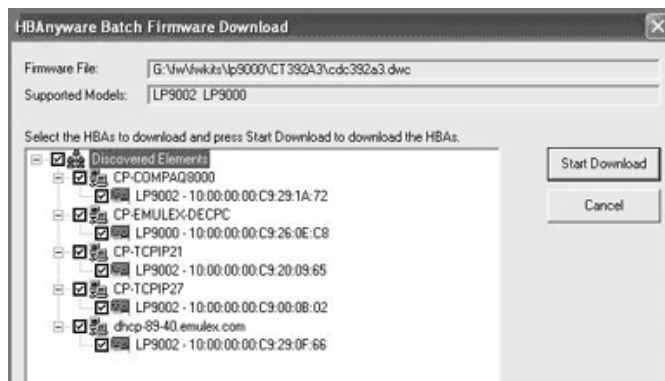 HBAnyware Batch Firmware Download
Firmware File: G:\fw\fwkits\lp9000\CT392A3\cdc392a3.dwc
Supported Models: LP9002 LP9000
Select the HBAs to download and press Start Download to download the HBAs.
Discovered Elements
CP-COMPAQ8000
LP9002 - 10:00:00:00:C9:29:1A:72
CP-EMULEX-DECPC
LP9000 - 10:00:00:00:C9:26:0E:C8
CP-TCPIP21
LP9002 - 10:00:00:00:C9:20:09:65
CP-TCPIP27
LP9002 - 10:00:00:00:C9:00:0B:02
dhcp-89-40.emulex.com
LP9002 - 10:00:00:00:C9:29:0F:66
Start Download
Cancel